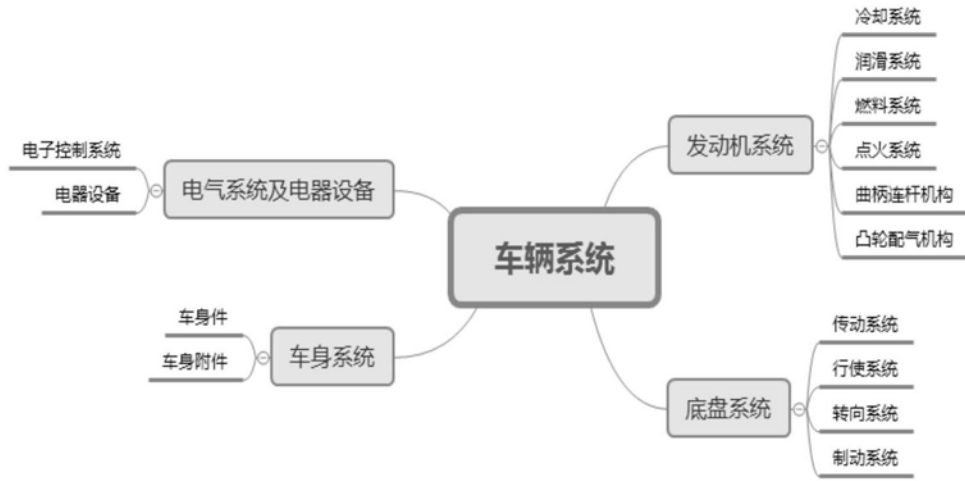 车辆系统
发动机系统
冷却系统
润滑系统
燃料系统
点火系统
曲柄连杆机构
凸轮配气机构
底盘系统
传动系统
行使系统
转向系统
制动系统
电气系统及电器设备
电子控制系统
电器设备
车身系统
车身件
车身附件